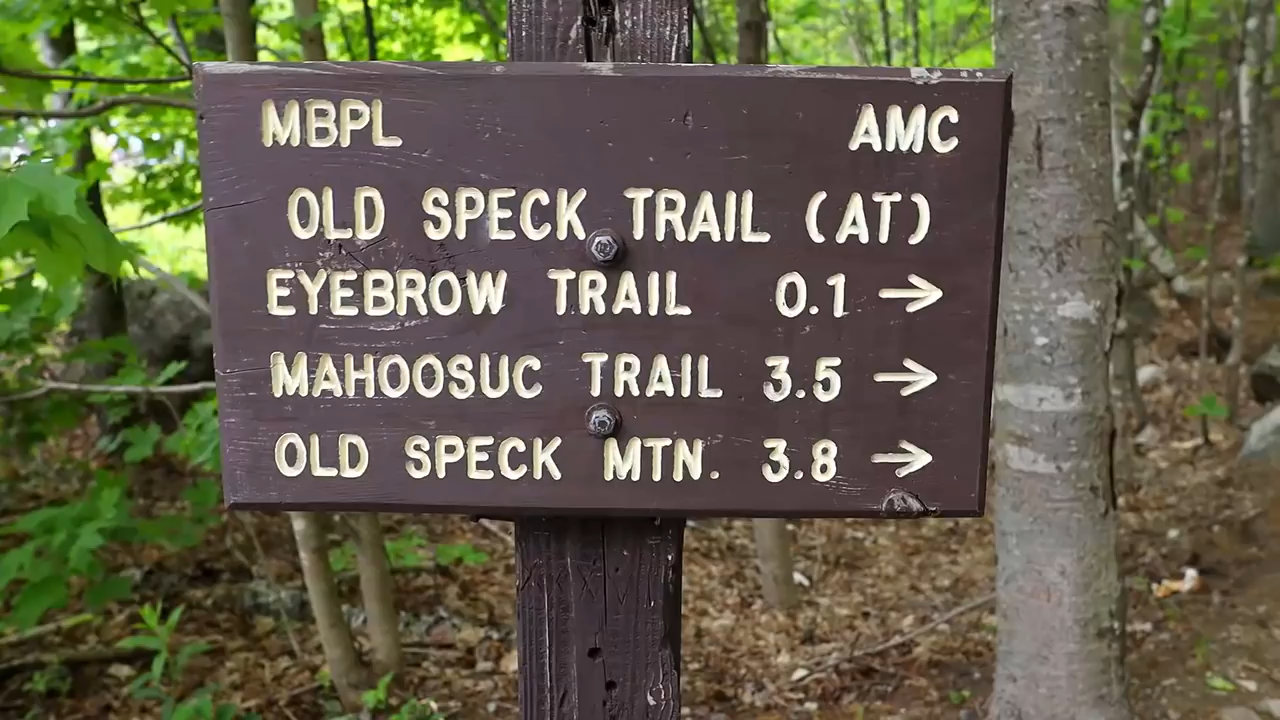 MBPL AMC
OLD SPECK TRAIL (AT)
EYEBROW TRAIL 0.1 →
MAHOOSUC TRAIL 3.5 →
OLD SPECK MTN. 3.8 →